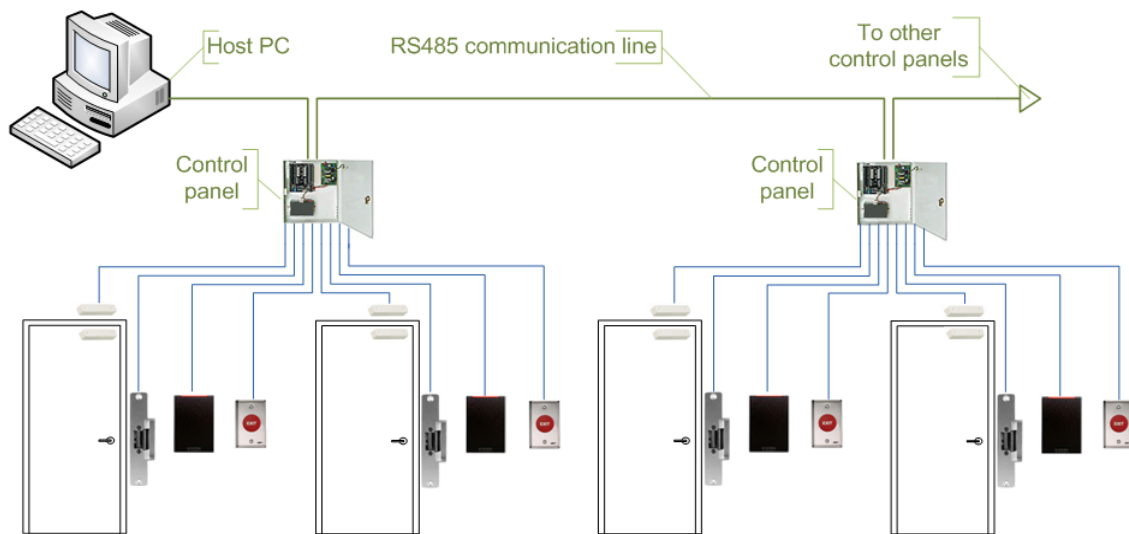 Host PC
RS485 communication line
To other
control panels
Control
panel
Control
panel
EXIT
EXIT
EXIT
EXIT